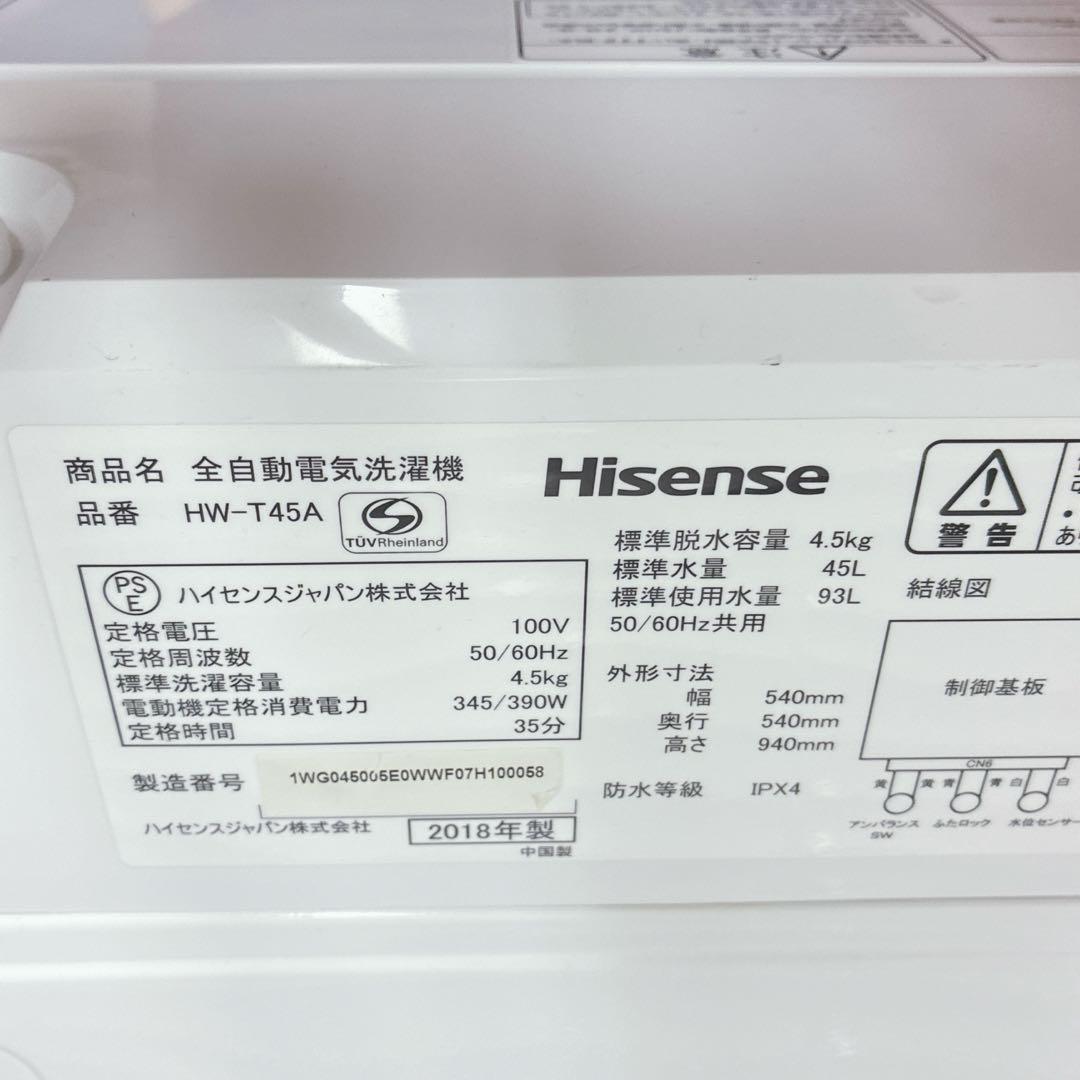 注意
商品名 全自動電気洗濯機
品番 HW-T45A
TÜVRheinland
Hisense
警告
PS
E
ハイセンスジャパン株式会社
定格電圧 100V
定格周波数 50/60Hz
標準洗濯容量 4.5kg
電動機定格消費電力 345/390W
定格時間 35分
製造番号 1WG045005E0WWF07H100058
ハイセンスジャパン株式会社 2018年製
中国製
標準脱水容量 4.5kg
標準水量 45L
標準使用水量 93L
50/60Hz共用
外形寸法
幅 540mm
奥行 540mm
高さ 940mm
防水等級 IPX4
結線図
制御基板
CN6
黄 黄 青 青 白 白
アンバランス SW
ふたロック
水位センサー